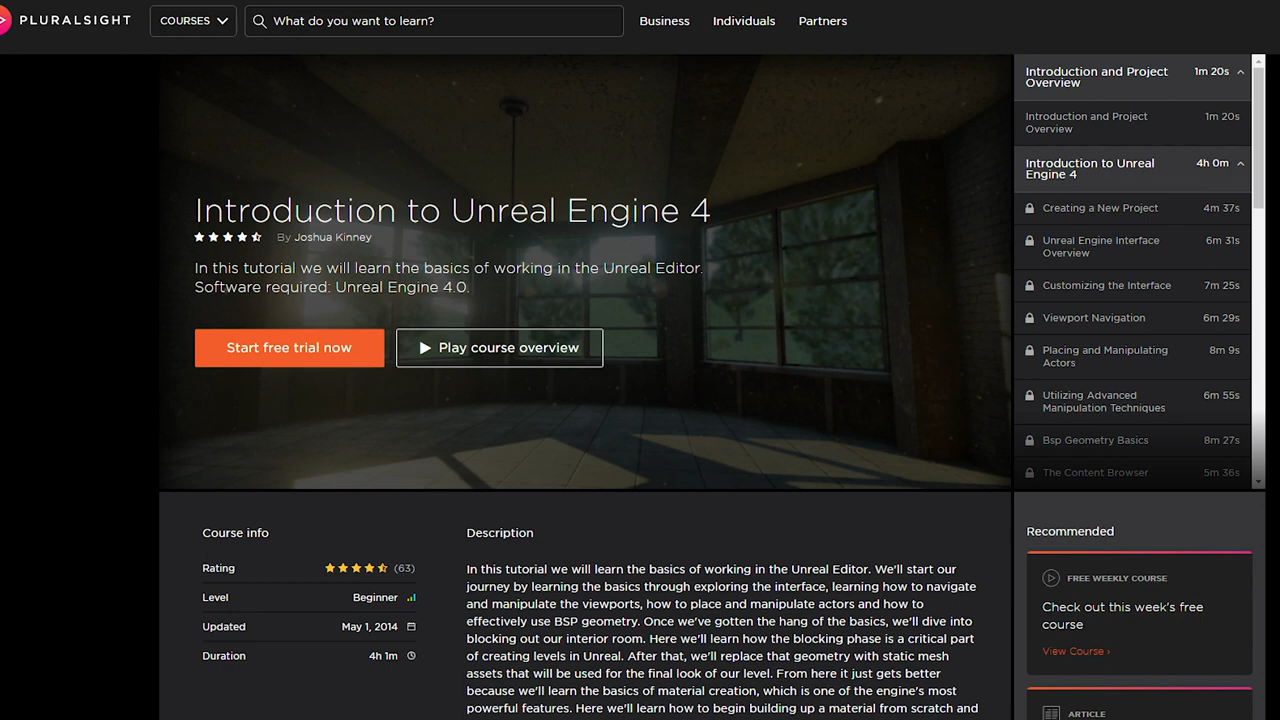 PLURALSIGHT
COURSES
What do you want to learn?
Business
Individuals
Partners
Introduction to Unreal Engine 4
By Joshua Kinney
In this tutorial we will learn the basics of working in the Unreal Editor.
Software required: Unreal Engine 4.0.
Start free trial now
Play course overview
Introduction and Project 1m 20s
Overview
Introduction and Project 1m 20s
Overview
Introduction to Unreal 4h 0m
Engine 4
Creating a New Project 4m 37s
Unreal Engine Interface 6m 31s
Overview
Customizing the Interface 7m 25s
Viewport Navigation 6m 29s
Placing and Manipulating 8m 9s
Actors
Utilizing Advanced 6m 55s
Manipulation Techniques
Bsp Geometry Basics 8m 27s
The Content Browser 5m 36s
Course info
Rating (63)
Level Beginner
Updated May 1, 2014
Duration 4h 1m
Description
In this tutorial we will learn the basics of working in the Unreal Editor. We'll start our
journey by learning the basics through exploring the interface, learning how to navigate
and manipulate the viewports, how to place and manipulate actors and how to
effectively use BSP geometry. Once we've gotten the hang of the basics, we'll dive into
blocking out our interior room. Here we'll learn how the blocking phase is a critical part
of creating levels in Unreal. After that, we'll replace that geometry with static mesh
assets that will be used for the final look of our level. From here it just gets better
because we'll learn the basics of material creation, which is one of the engine's most
powerful features. Here we'll learn how to begin building up a material from scratch and
Recommended
FREE WEEKLY COURSE
Check out this week's free
course
View Course ›
ARTICLE